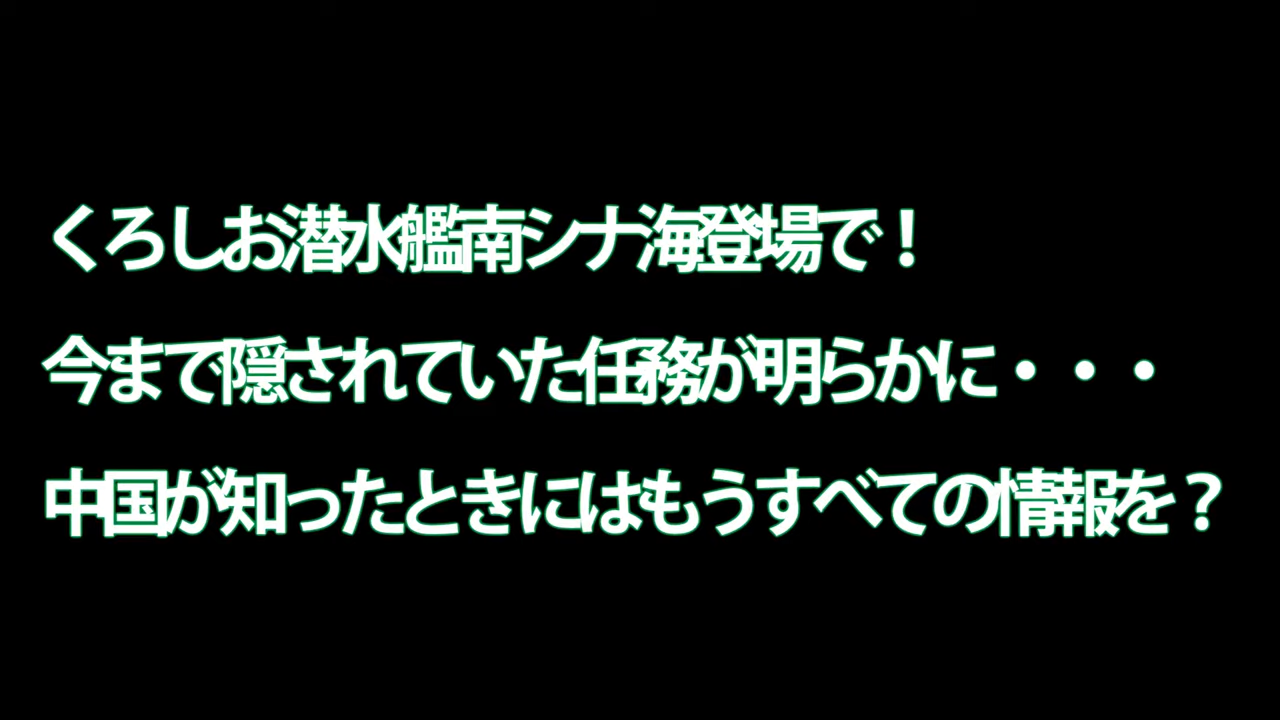 くろしお潜水艦南シナ海登場で！
今まで隠されていた任務が明らかに・・・
中国が知ったときにはもうすべての情報を？